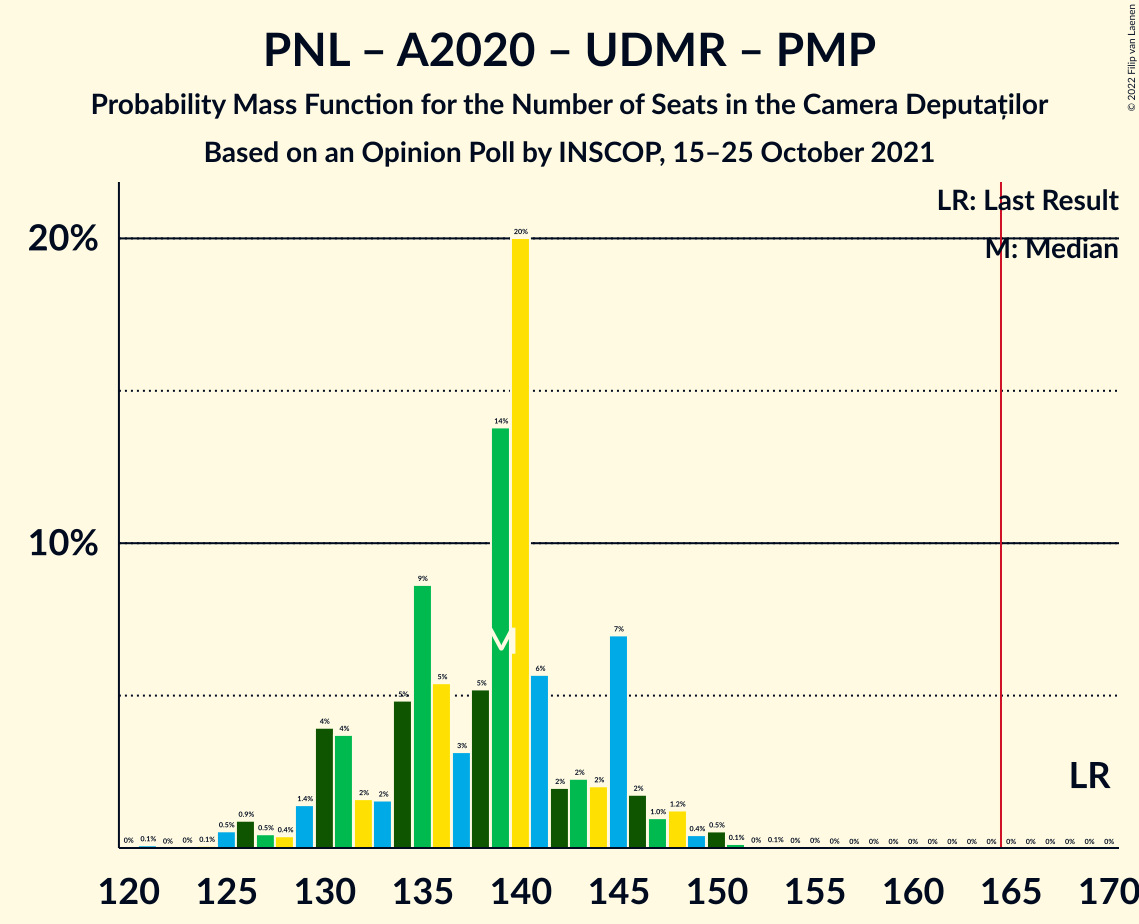 PNL – A2020 – UDMR – PMP
Probability Mass Function for the Number of Seats in the Camera Deputaților
Based on an Opinion Poll by INSCOP, 15–25 October 2021
© 2022 Filip van Laenen
LR: Last Result
M: Median
20%
10%
0% 0.1% 0% 0% 0.1% 0.5% 0.9% 0.5% 0.4% 1.4% 4% 4% 2% 2% 5% 9% 5% 3% 5% 14% 20% 6% 2% 2% 2% 7% 2% 1.0% 1.2% 0.4% 0.5% 0.1% 0% 0.1% 0% 0% 0% 0% 0% 0% 0% 0% 0% 0% 0% 0% 0% 0% 0% 0% 0%
M
LR
120 125 130 135 140 145 150 155 160 165 170